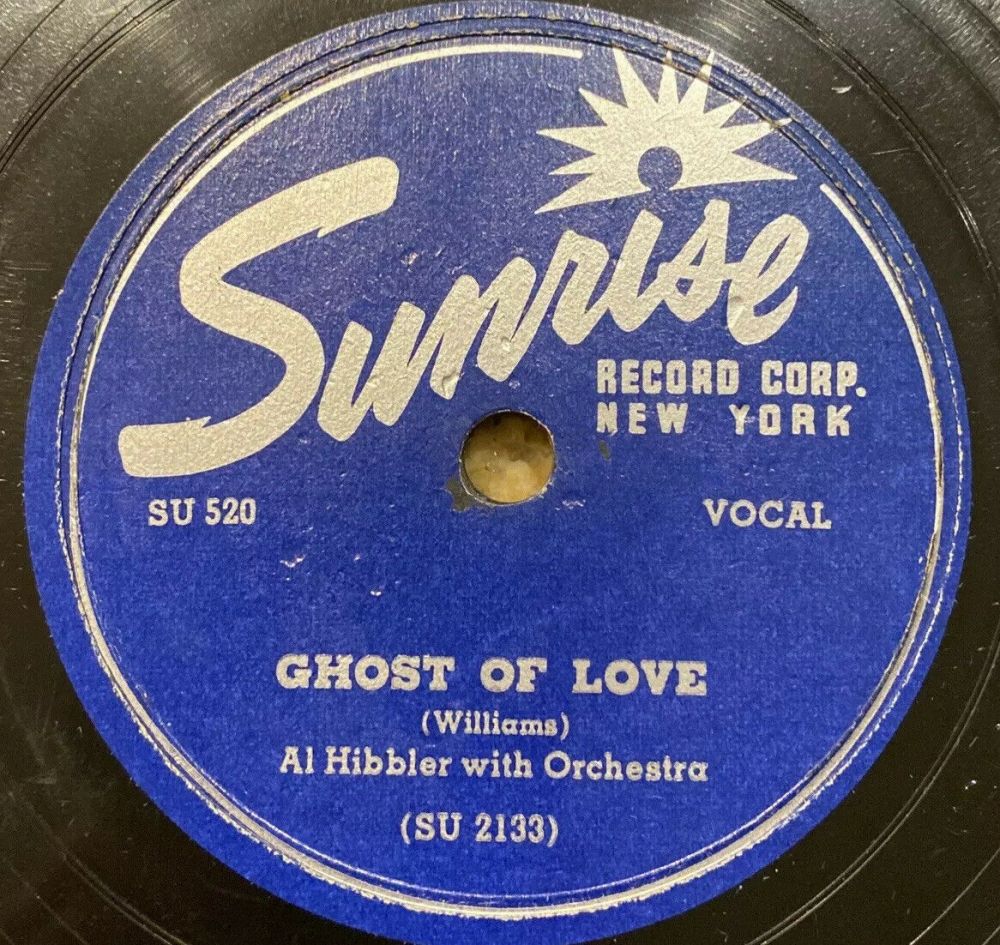 Sunrise
RECORD CORP.
NEW YORK
SU 520
VOCAL
GHOST OF LOVE
(Williams)
Al Hibbler with Orchestra
(SU 2133)